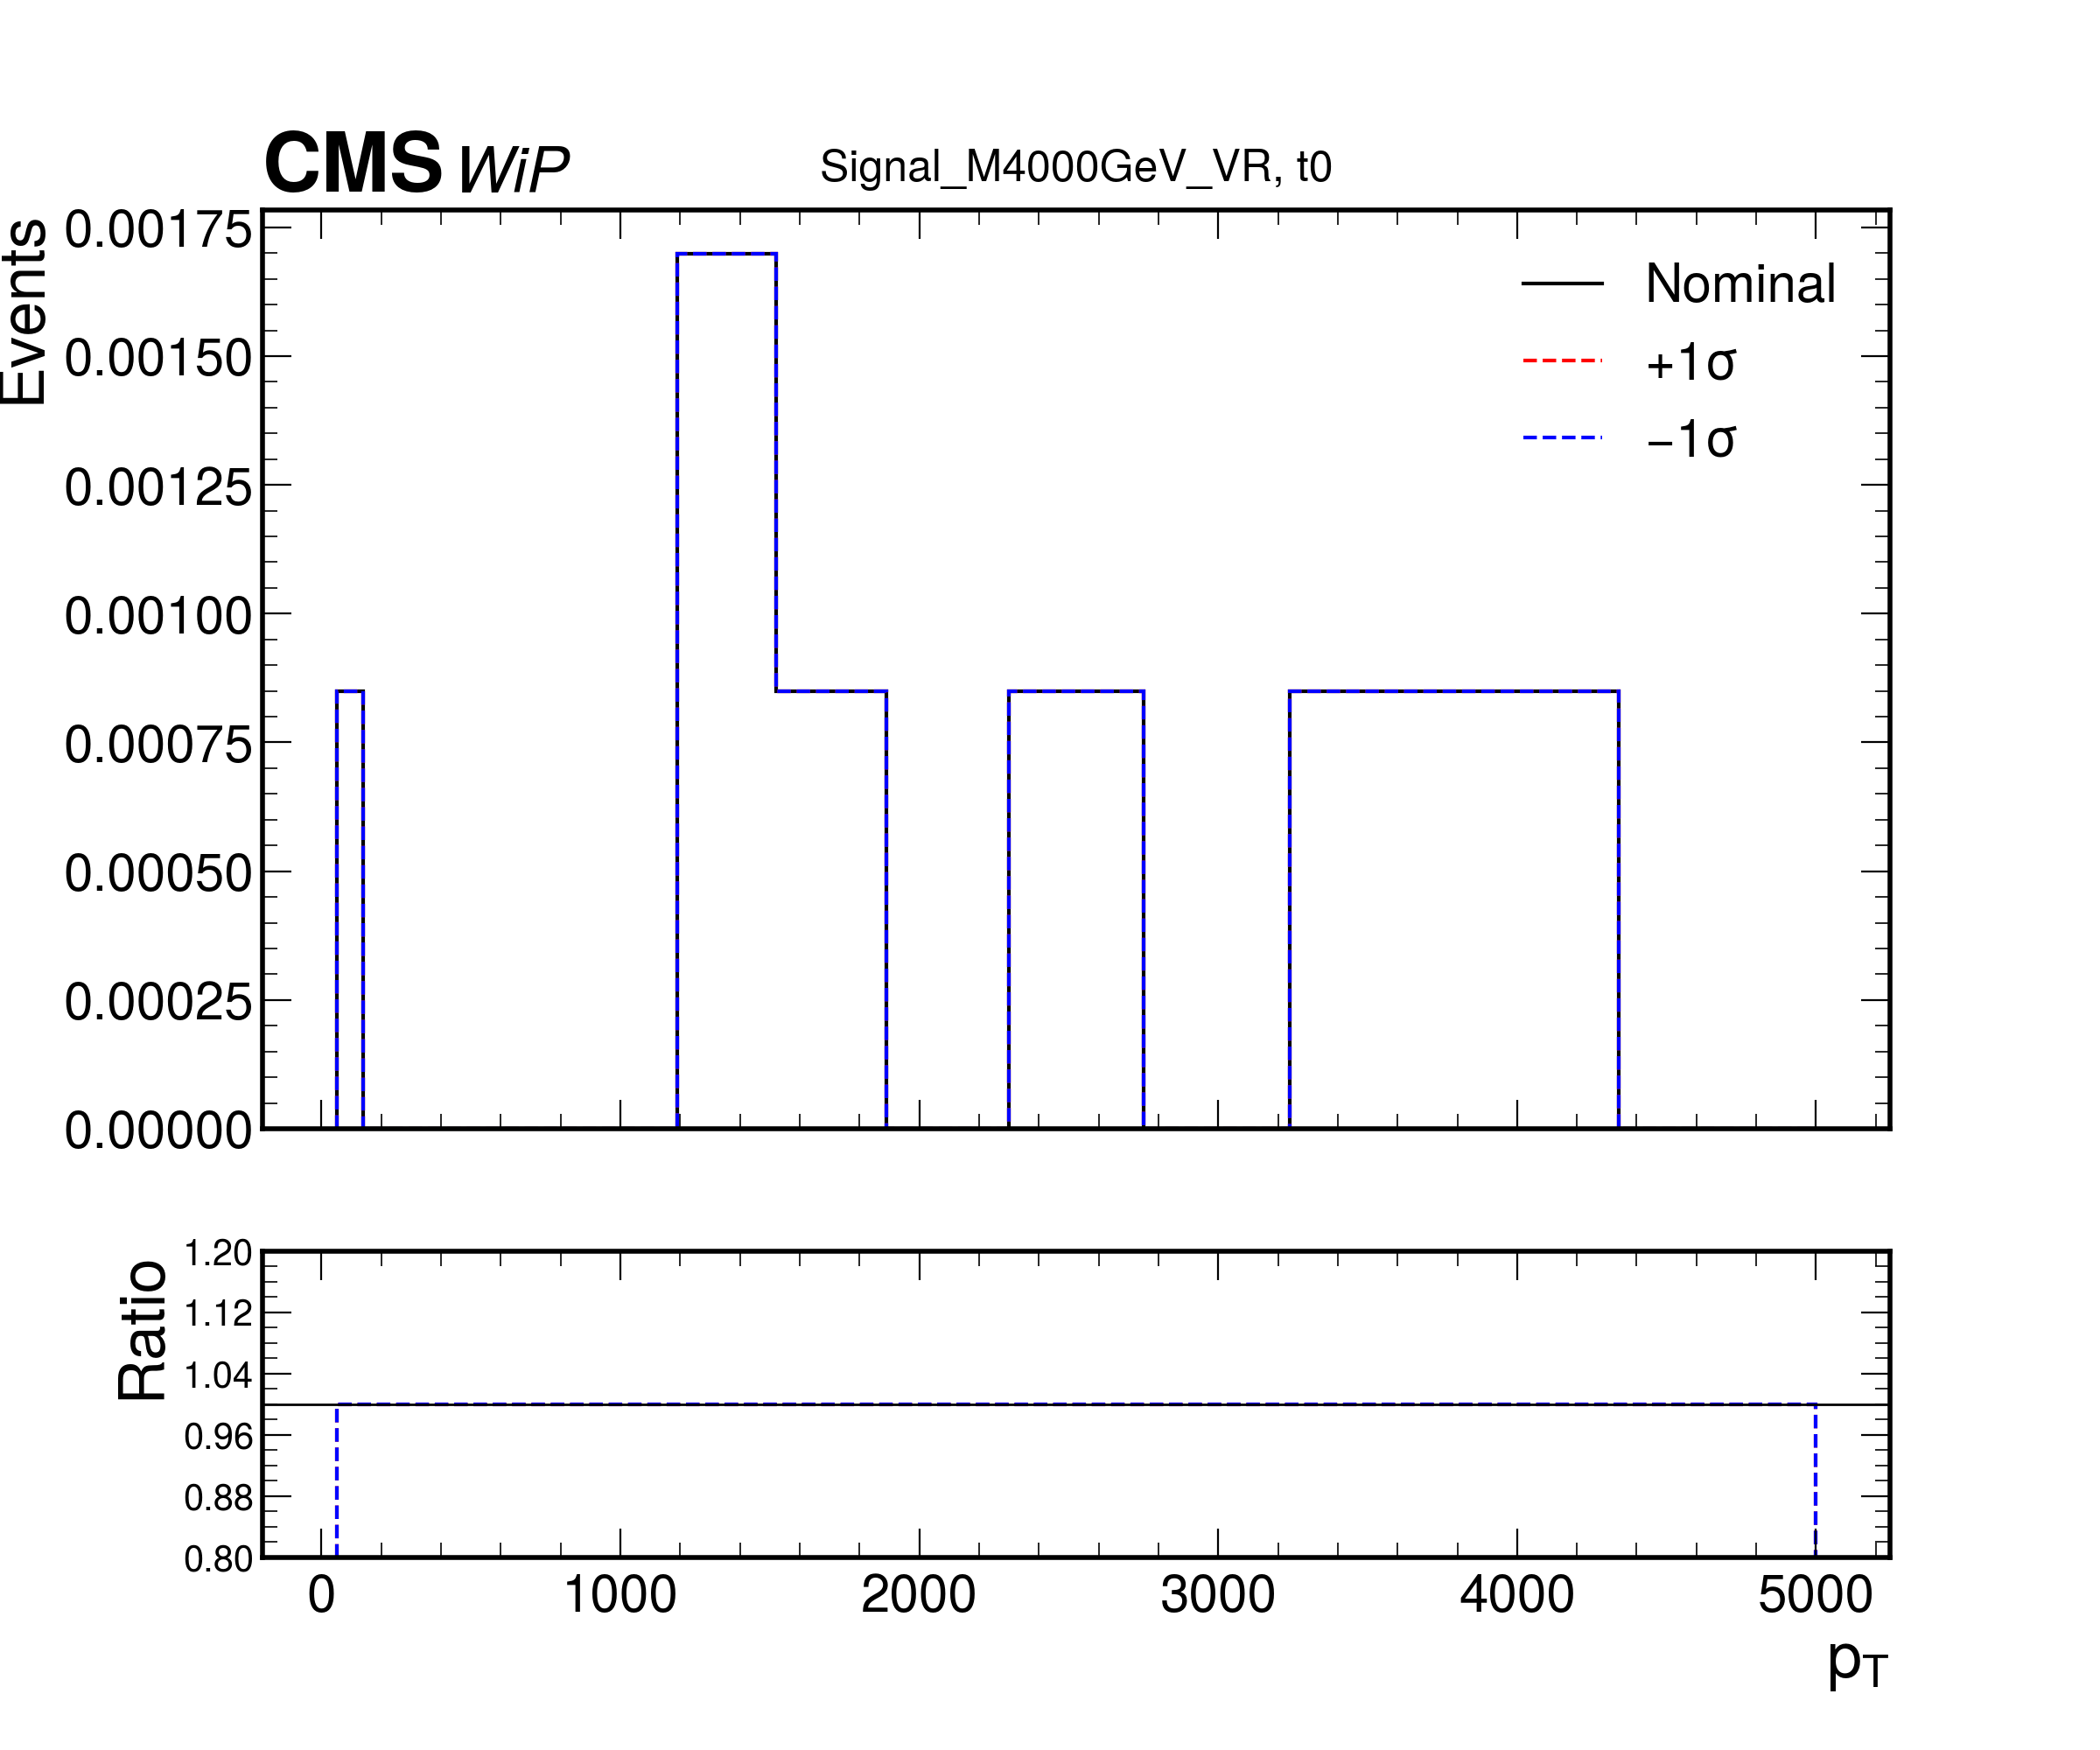 CMS WiP
Signal_M4000GeV_VR, t0
Events
0.00175
0.00150
0.00125
0.00100
0.00075
0.00050
0.00025
0.00000
Nominal
+1σ
−1σ
Ratio
1.20
1.12
1.04
0.96
0.88
0.80
0 1000 2000 3000 4000 5000
pT